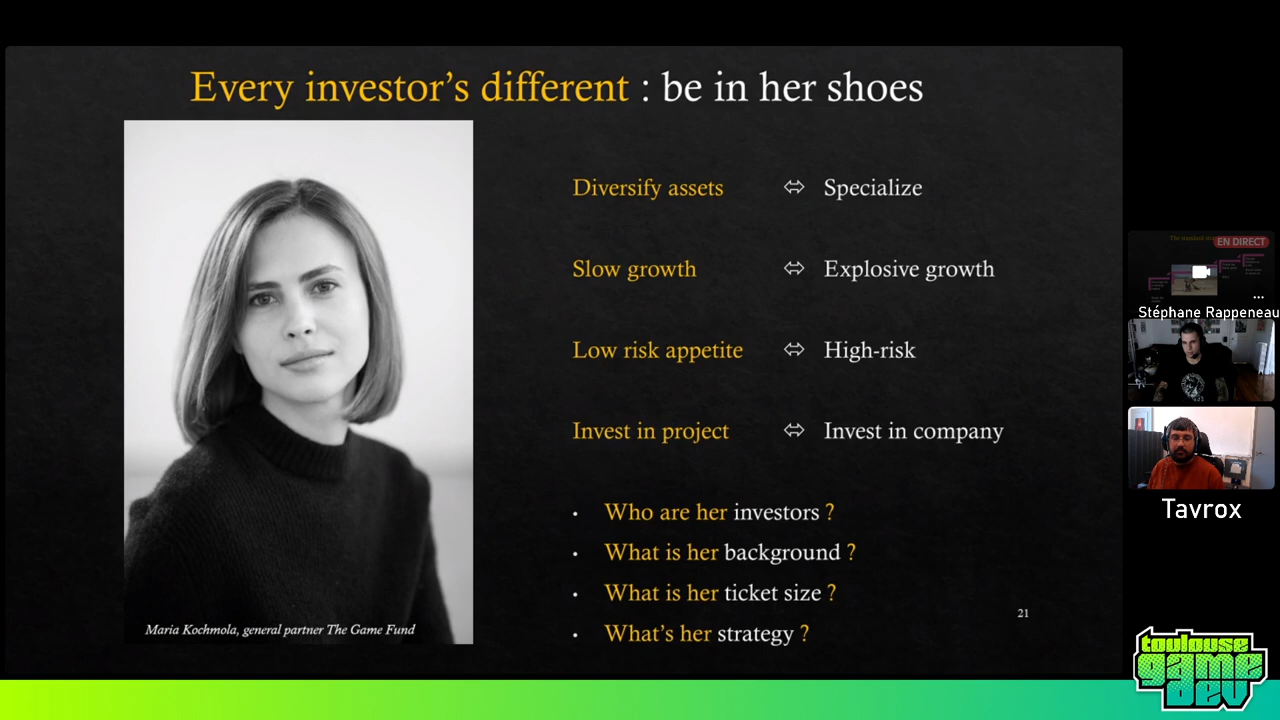 Every investor's different : be in her shoes
Diversify assets ⬄ Specialize
Slow growth ⬄ Explosive growth
Low risk appetite ⬄ High-risk
Invest in project ⬄ Invest in company
• Who are her investors ?
• What is her background ?
• What is her ticket size ?
• What's her strategy ?
Maria Kochmola, general partner The Game Fund
21
EN DIRECT
...
Stéphane Rappeneau
Tavrox
toulouse
game
dev